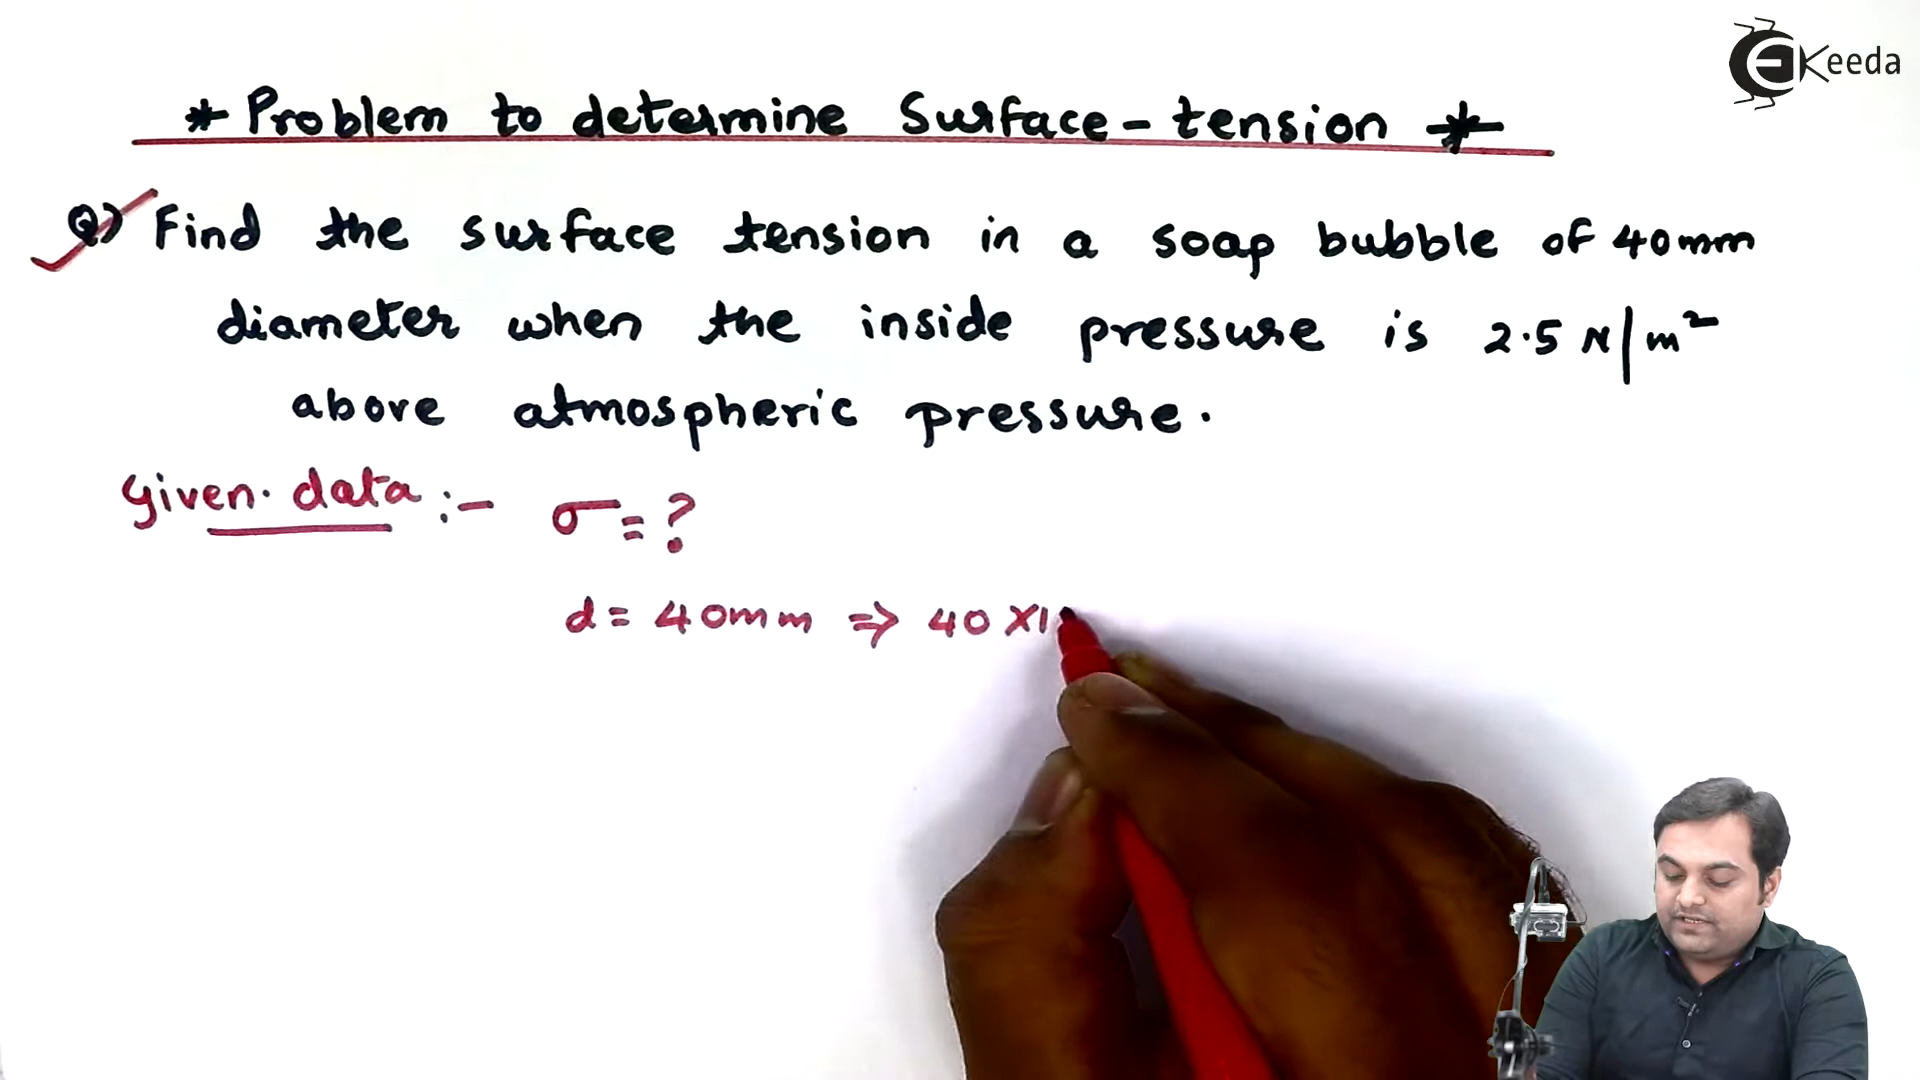 EKeeda
* Problem to determine Surface-tension *
Q) Find the surface tension in a soap bubble of 40mm
diameter when the inside pressure is 2.5 N/m²
above atmospheric pressure.
given data :- σ = ?
d = 40mm ⇒ 40 x1